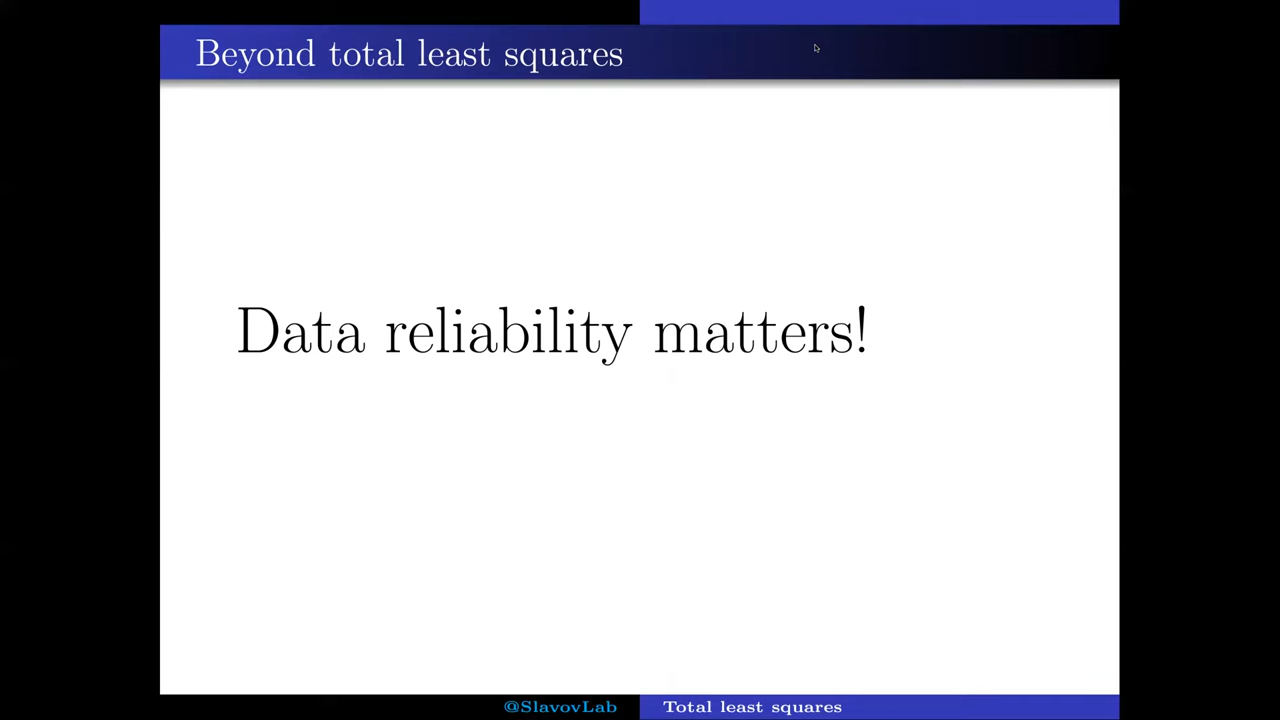 Beyond total least squares
Data reliability matters!
@SlavovLab
Total least squares